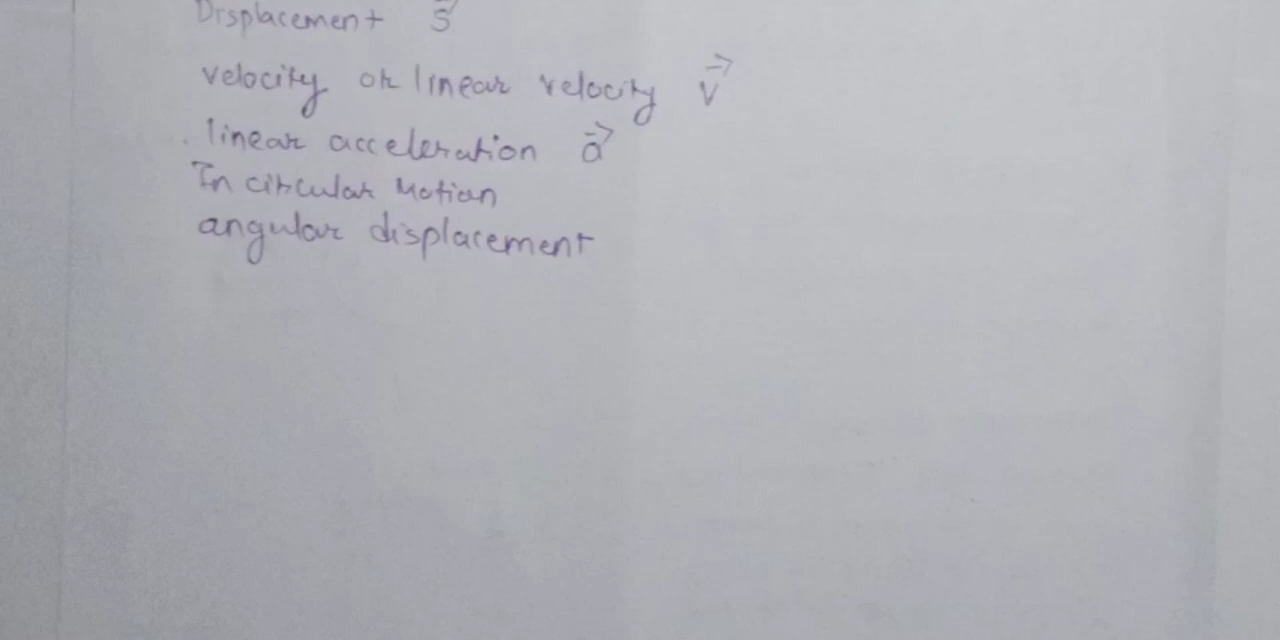 Displacement s⃗
velocity or linear velocity v⃗
linear acceleration a⃗
In circular Motion
angular displacement